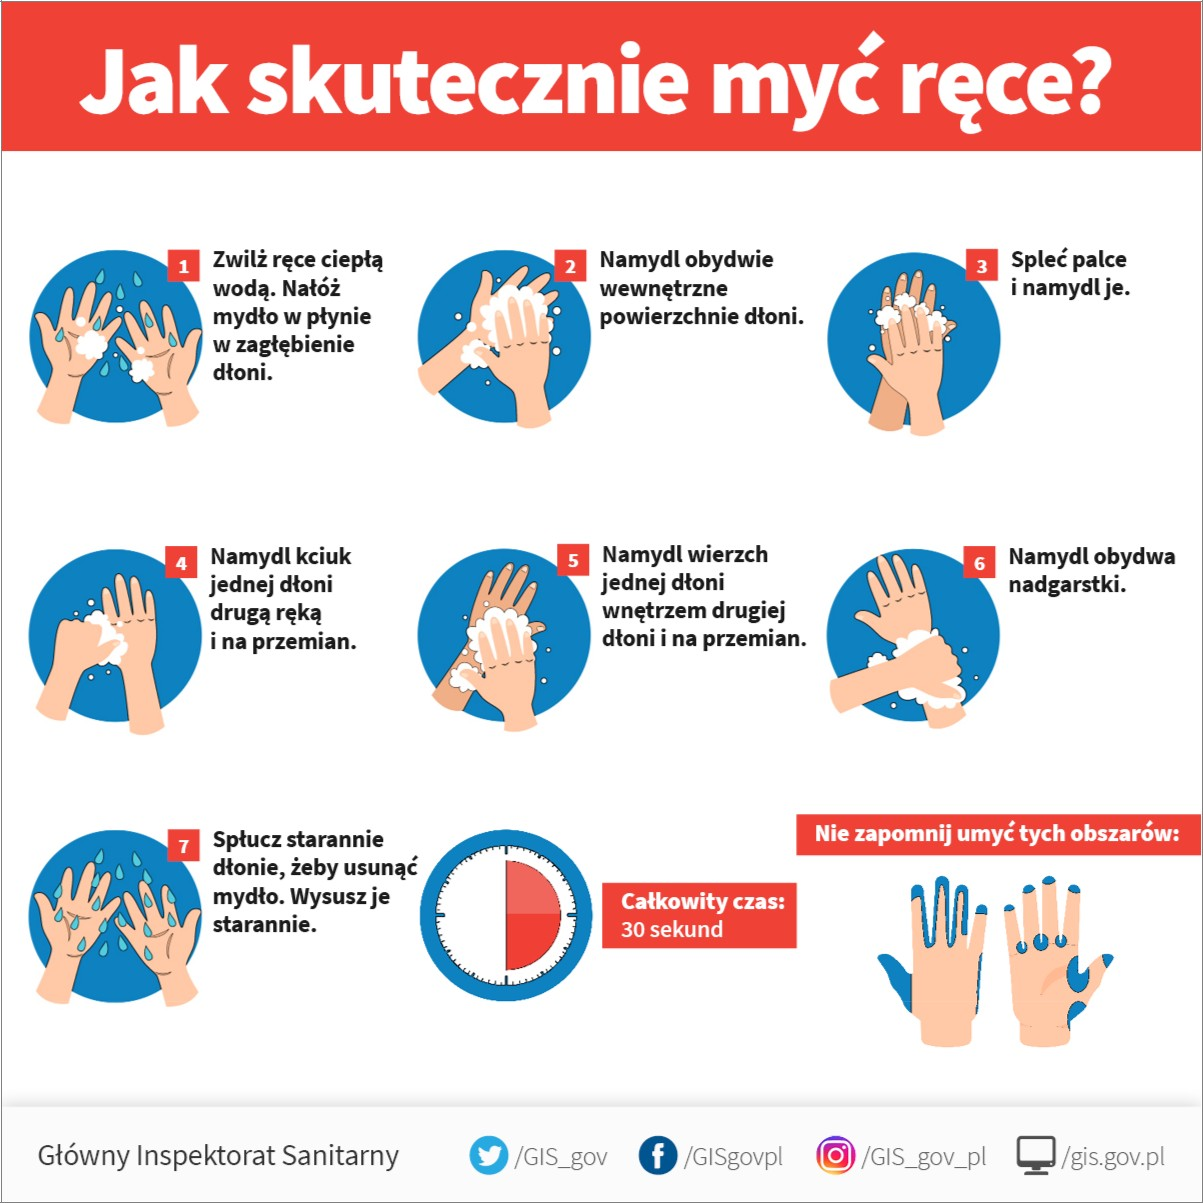 Jak skutecznie myć ręce?
1
Zwilż ręce ciepłą
wodą. Nałóż
mydło w płynie
w zagłębienie
dłoni.
2
Namydl obydwie
wewnętrzne
powierzchnie dłoni.
3
Spleć palce
i namydl je.
4
Namydl kciuk
jednej dłoni
drugą ręką
i na przemian.
5
Namydl wierzch
jednej dłoni
wnętrzem drugiej
dłoni i na przemian.
6
Namydl obydwa
nadgarstki.
7
Spłucz starannie
dłonie, żeby usunąć
mydło. Wysusz je
starannie.
Całkowity czas:
30 sekund
Nie zapomnij umyć tych obszarów:
Główny Inspektorat Sanitarny
/GIS_gov
/GISgovpl
/GIS_gov_pl
/gis.gov.pl